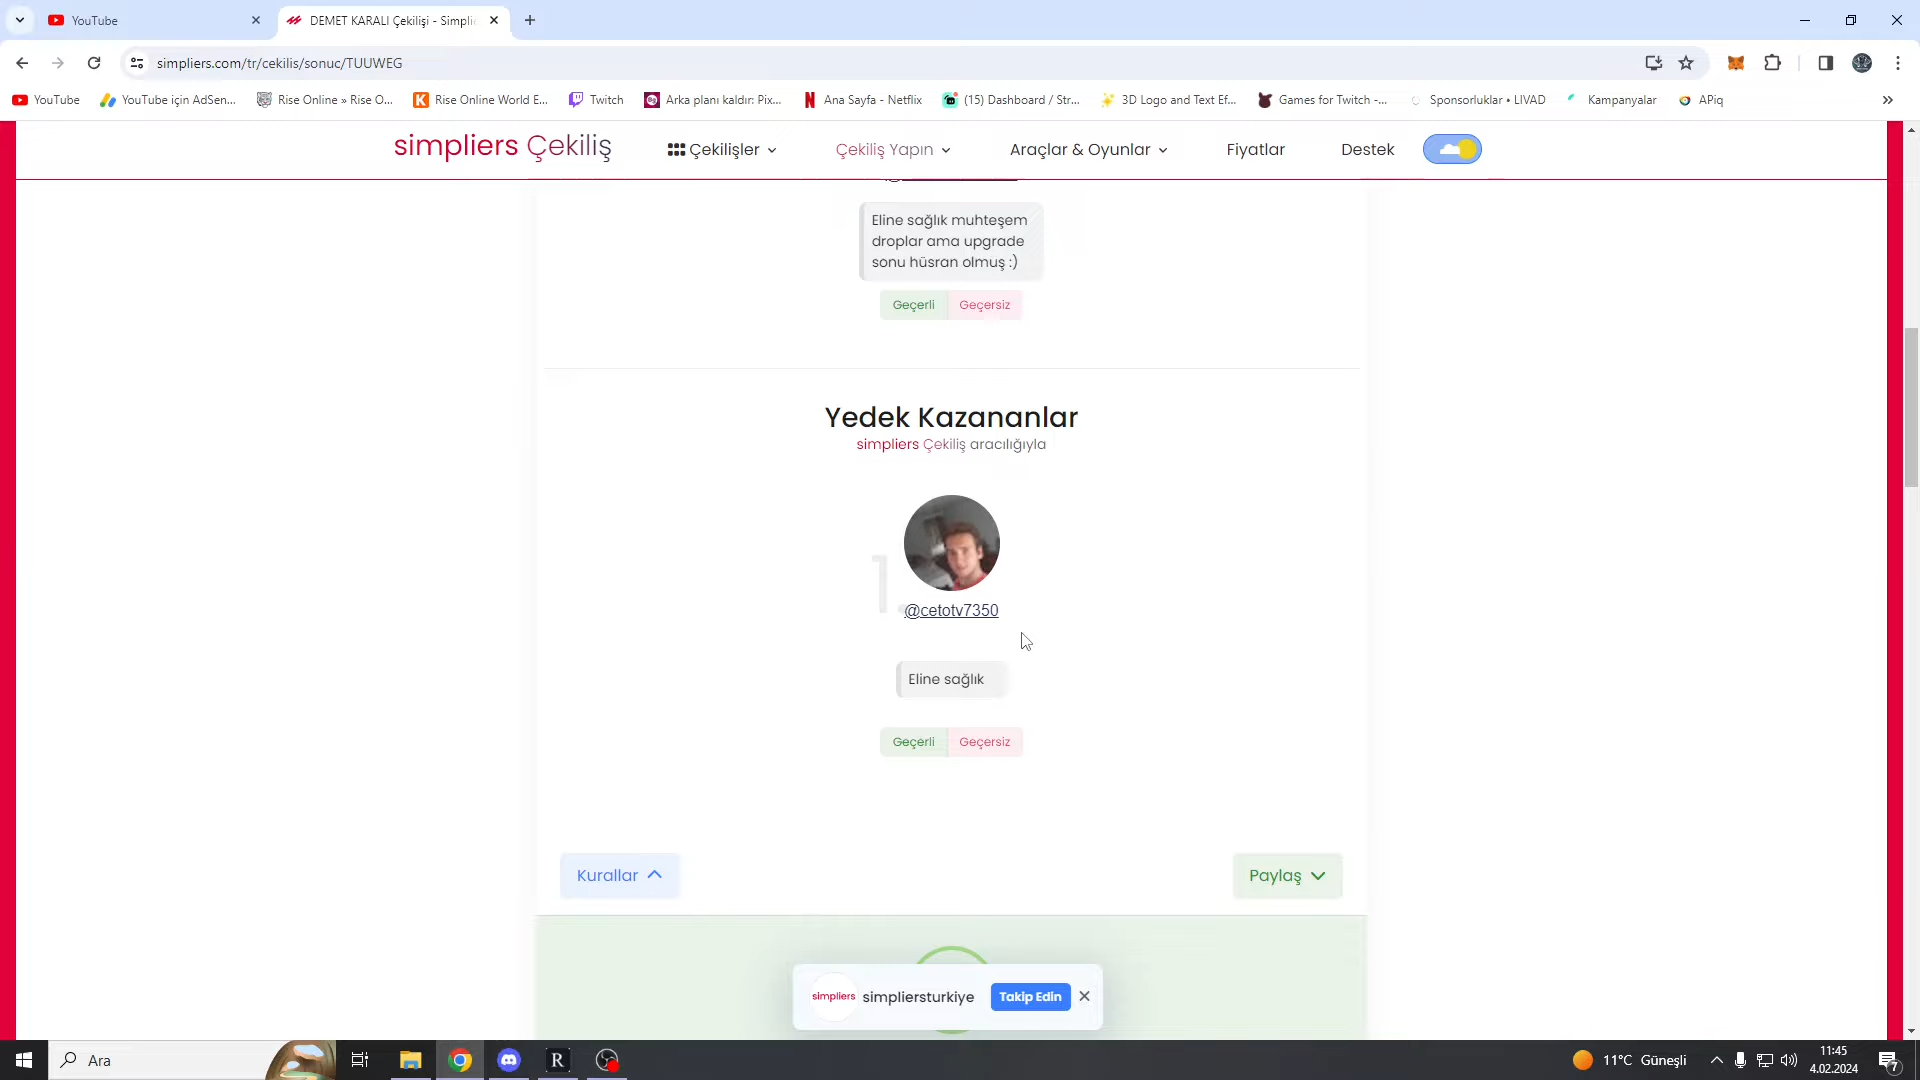 YouTube
DEMET KARALI Çekilişi - Simpli
simpliers.com/tr/cekilis/sonuc/TUUWEG
YouTube
YouTube için AdSen...
Rise Online » Rise O...
Rise Online World E...
Twitch
Arka planı kaldır: Pix...
Ana Sayfa - Netflix
(15) Dashboard / Str...
3D Logo and Text Ef...
Games for Twitch -...
Sponsorluklar • LIVAD
Kampanyalar
APiq
simpliers Çekiliş
Çekilişler
Çekiliş Yapın
Araçlar & Oyunlar
Fiyatlar
Destek
Eline sağlık muhteşem
droplar ama upgrade
sonu hüsran olmuş :)
Geçerli
Geçersiz
Yedek Kazananlar
simpliers Çekiliş aracılığıyla
1.
@cetotv7350
Eline sağlık
Geçerli
Geçersiz
Kurallar
Paylaş
simpliers
simpliersturkiye
Takip Edin
Ara
R
11°C Güneşli
11:45
4.02.2024
7